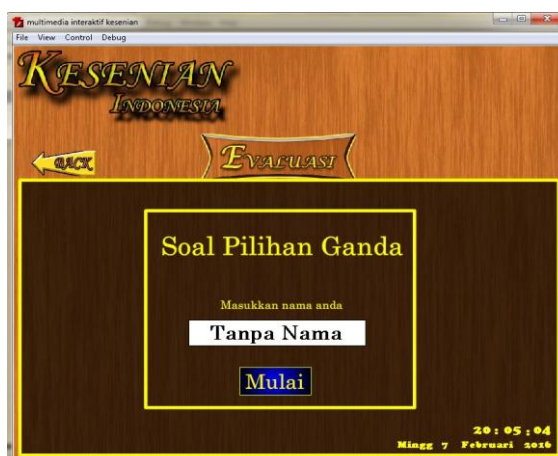 multimedia interaktif kesenian
File View Control Debug
KESENIAN
INDONESIA
BACK
EVALUASI
Soal Pilihan Ganda
Masukkan nama anda
Tanpa Nama
Mulai
20 : 05 : 04
Mingg 7 Februari 2016